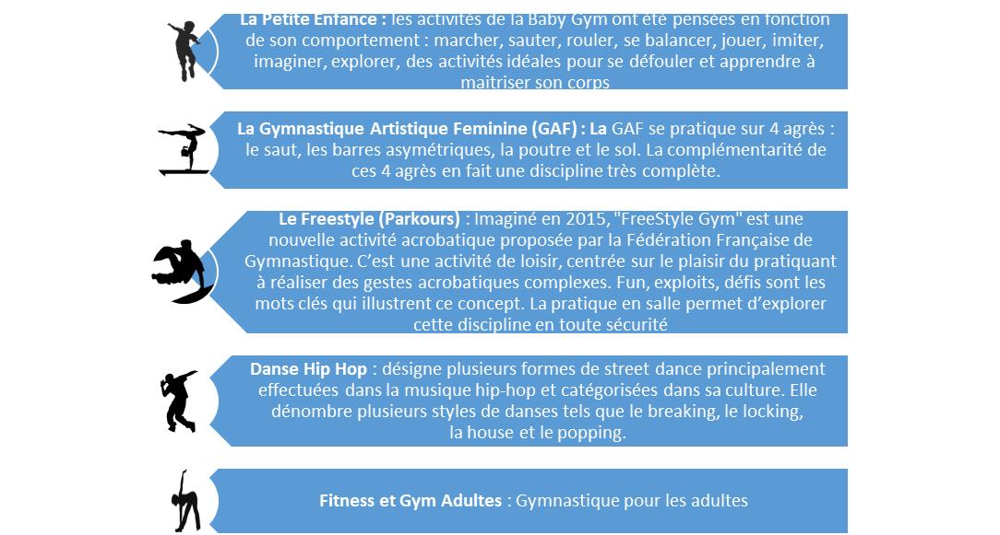 La Petite Enfance : les activités de la Baby Gym ont été pensées en fonction
de son comportement : marcher, sauter, rouler, se balancer, jouer, imiter,
imaginer, explorer, des activités idéales pour se défouler et apprendre à
maitriser son corps
La Gymnastique Artistique Feminine (GAF) : La GAF se pratique sur 4 agrès :
le saut, les barres asymétriques, la poutre et le sol. La complémentarité de
ces 4 agrès en fait une discipline très complète.
Le Freestyle (Parkours) : Imaginé en 2015, "FreeStyle Gym" est une
nouvelle activité acrobatique proposée par la Fédération Française de
Gymnastique. C’est une activité de loisir, centrée sur le plaisir du pratiquant
à réaliser des gestes acrobatiques complexes. Fun, exploits, défis sont les
mots clés qui illustrent ce concept. La pratique en salle permet d’explorer
cette discipline en toute sécurité
Danse Hip Hop : désigne plusieurs formes de street dance principalement
effectuées dans la musique hip-hop et catégorisées dans sa culture. Elle
dénombre plusieurs styles de danses tels que le breaking, le locking,
la house et le popping.
Fitness et Gym Adultes : Gymnastique pour les adultes